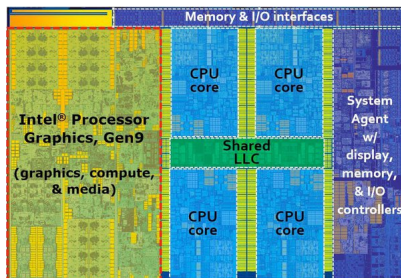 Memory & I/O interfaces
CPU
core
CPU
core
Intel® Processor
Graphics, Gen9
(graphics, compute,
& media)
Shared
LLC
System
Agent
w/
display,
memory,
& I/O
controllers
CPU
core
CPU
core